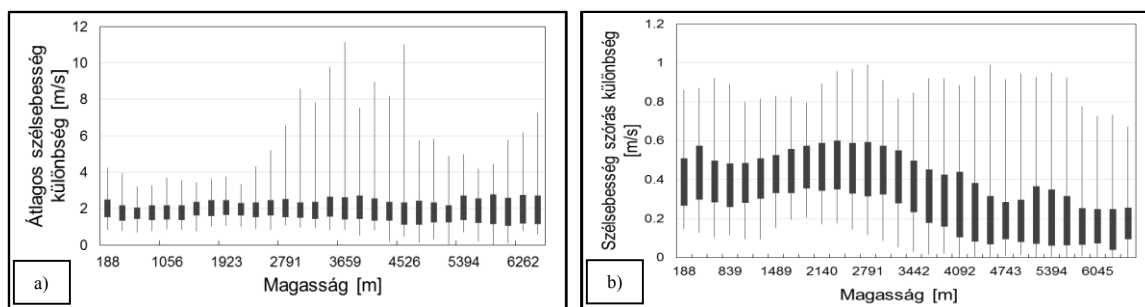 12
10
8
6
4
2
0
Átlagos szélsebesség
különbség [m/s]
188 1056 1923 2791 3659 4526 5394 6262
Magasság [m]
a)
1.2
1
0.8
0.6
0.4
0.2
0
Szélsebesség szórás különbség
[m/s]
188 839 1489 2140 2791 3442 4092 4743 5394 6045
Magasság [m]
b)